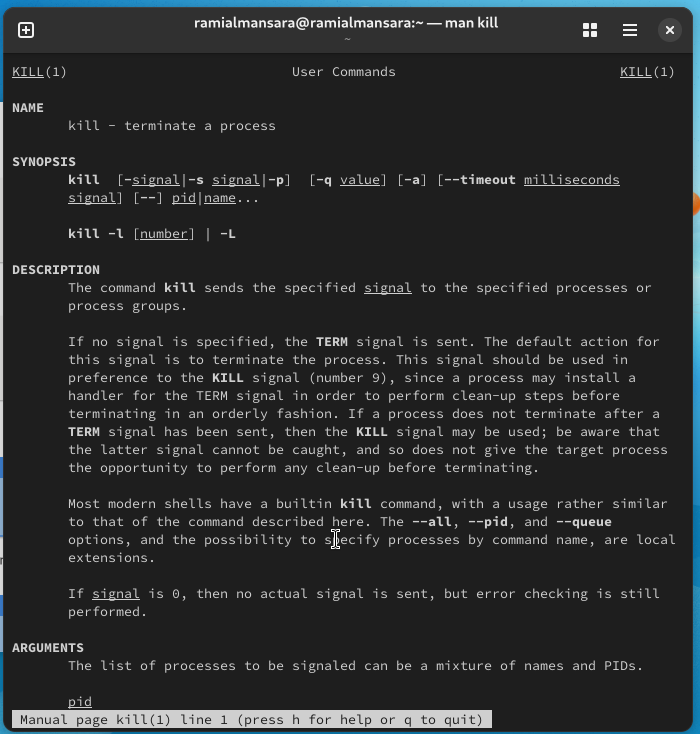 ramialmansara@ramialmansara:~ — man kill
~
KILL(1) User Commands KILL(1)
NAME
kill - terminate a process
SYNOPSIS
kill [-signal|-s signal|-p] [-q value] [-a] [--timeout milliseconds
signal] [--] pid|name...
kill -l [number] | -L
DESCRIPTION
The command kill sends the specified signal to the specified processes or
process groups.
If no signal is specified, the TERM signal is sent. The default action for
this signal is to terminate the process. This signal should be used in
preference to the KILL signal (number 9), since a process may install a
handler for the TERM signal in order to perform clean-up steps before
terminating in an orderly fashion. If a process does not terminate after a
TERM signal has been sent, then the KILL signal may be used; be aware that
the latter signal cannot be caught, and so does not give the target process
the opportunity to perform any clean-up before terminating.
Most modern shells have a builtin kill command, with a usage rather similar
to that of the command described here. The --all, --pid, and --queue
options, and the possibility to specify processes by command name, are local
extensions.
If signal is 0, then no actual signal is sent, but error checking is still
performed.
ARGUMENTS
The list of processes to be signaled can be a mixture of names and PIDs.
pid
Manual page kill(1) line 1 (press h for help or q to quit)